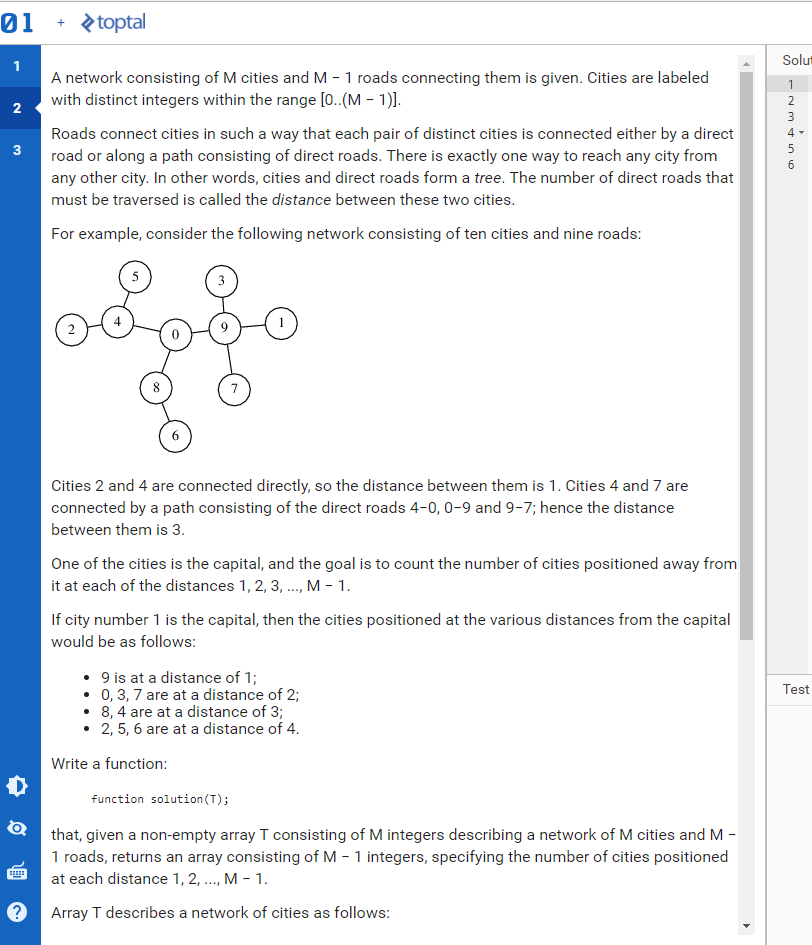 01 + toptal
1
2
3
A network consisting of M cities and M − 1 roads connecting them is given. Cities are labeled
with distinct integers within the range [0..(M − 1)].
Roads connect cities in such a way that each pair of distinct cities is connected either by a direct
road or along a path consisting of direct roads. There is exactly one way to reach any city from
any other city. In other words, cities and direct roads form a tree. The number of direct roads that
must be traversed is called the distance between these two cities.
For example, consider the following network consisting of ten cities and nine roads:
5
3
2
4
0
9
1
8
7
6
Cities 2 and 4 are connected directly, so the distance between them is 1. Cities 4 and 7 are
connected by a path consisting of the direct roads 4−0, 0−9 and 9−7; hence the distance
between them is 3.
One of the cities is the capital, and the goal is to count the number of cities positioned away from
it at each of the distances 1, 2, 3, ..., M − 1.
If city number 1 is the capital, then the cities positioned at the various distances from the capital
would be as follows:
• 9 is at a distance of 1;
• 0, 3, 7 are at a distance of 2;
• 8, 4 are at a distance of 3;
• 2, 5, 6 are at a distance of 4.
Write a function:
function solution(T);
that, given a non-empty array T consisting of M integers describing a network of M cities and M −
1 roads, returns an array consisting of M − 1 integers, specifying the number of cities positioned
at each distance 1, 2, ..., M − 1.
Array T describes a network of cities as follows:
?
Solut
1
2
3
4
5
6
Test